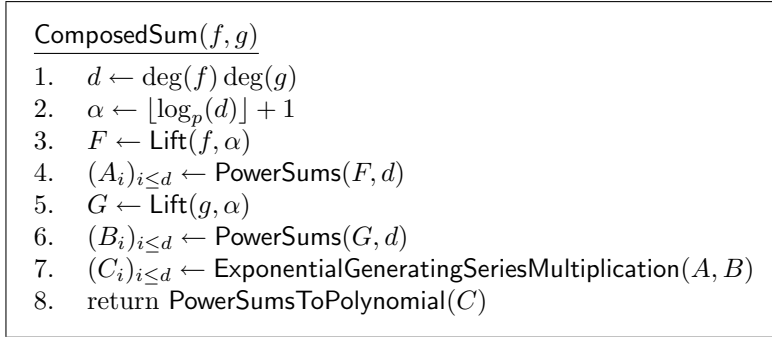 ComposedSum(f, g)
1. d ← deg(f) deg(g)
2. α ← ⌊log_p(d)⌋ + 1
3. F ← Lift(f, α)
4. (A_i)_{i≤d} ← PowerSums(F, d)
5. G ← Lift(g, α)
6. (B_i)_{i≤d} ← PowerSums(G, d)
7. (C_i)_{i≤d} ← ExponentialGeneratingSeriesMultiplication(A, B)
8. return PowerSumsToPolynomial(C)